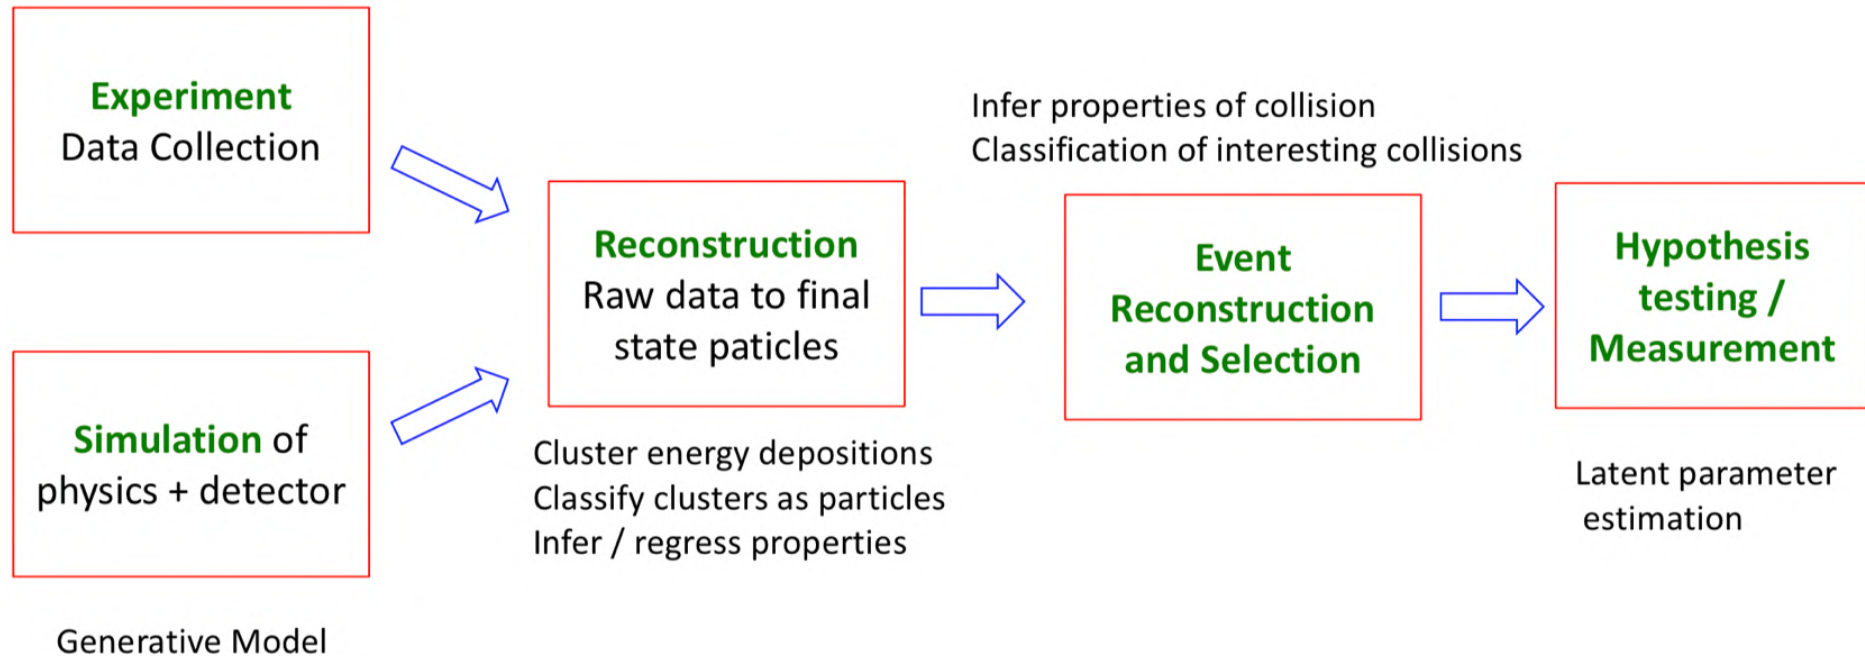 Experiment
Data Collection
Simulation of
physics + detector
Generative Model
Reconstruction
Raw data to final
state paticles
Cluster energy depositions
Classify clusters as particles
Infer / regress properties
Infer properties of collision
Classification of interesting collisions
Event
Reconstruction
and Selection
Hypothesis
testing /
Measurement
Latent parameter
estimation